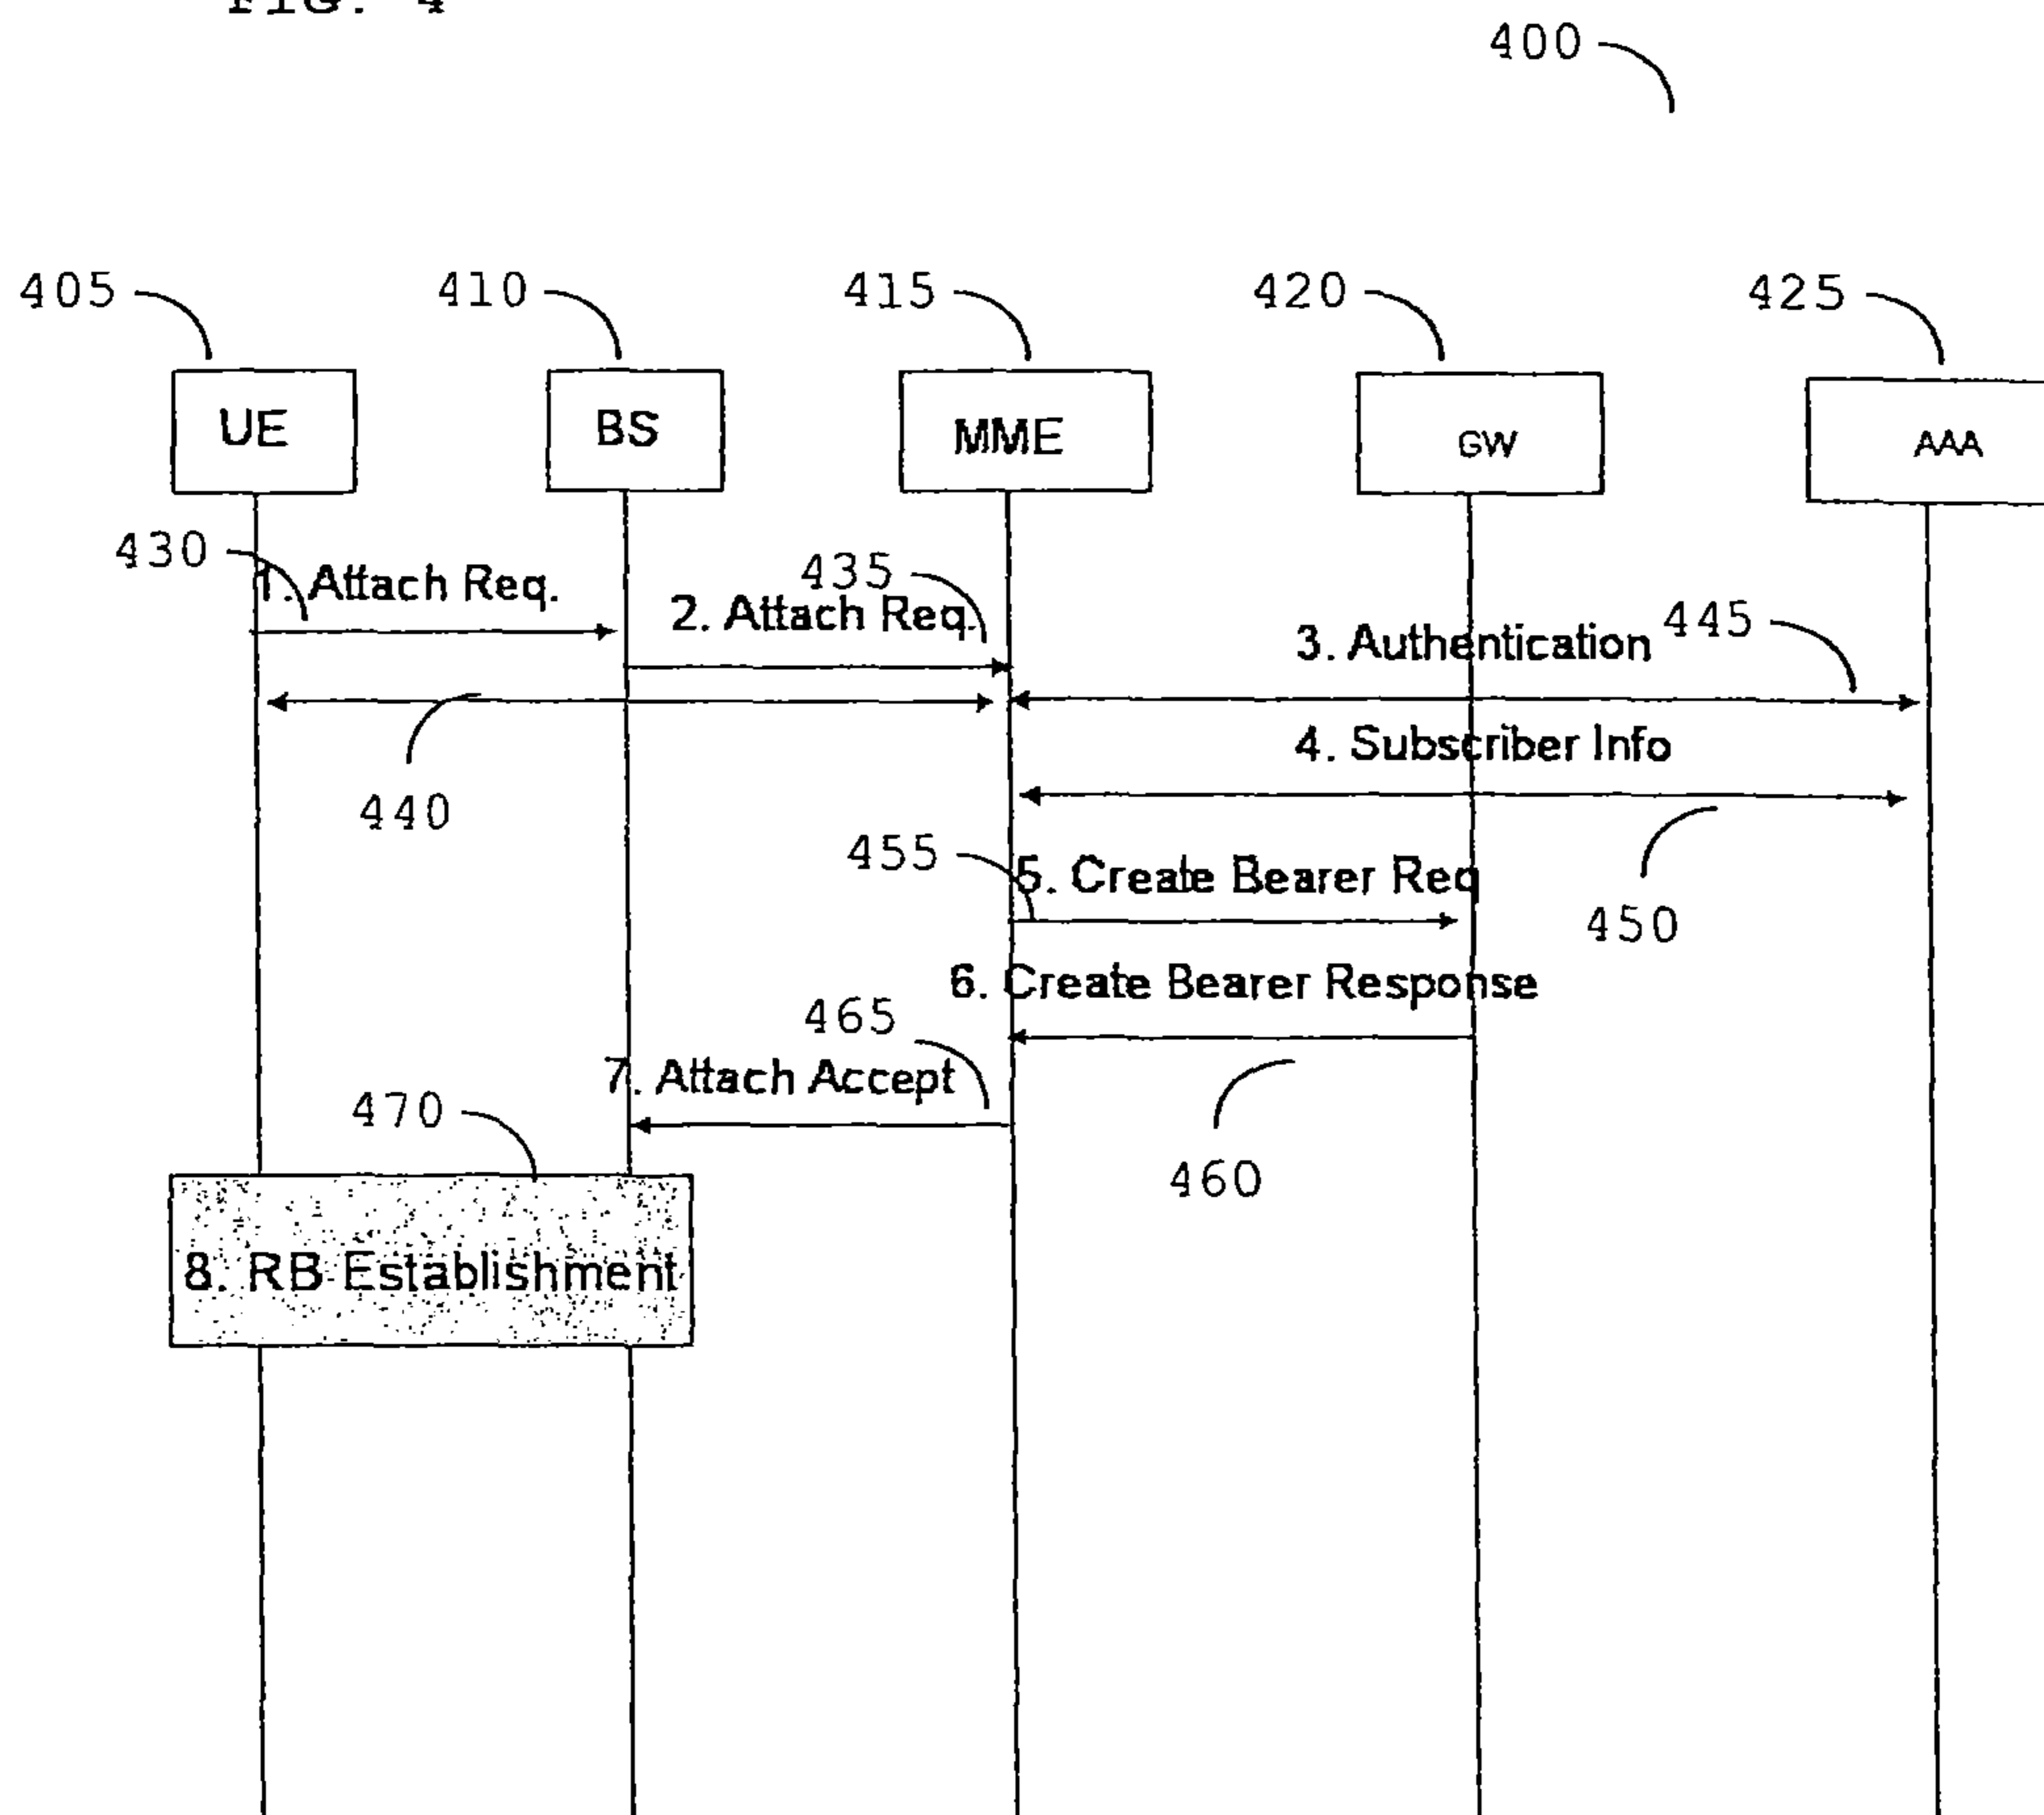 FIG. 4
400
405
410
415
420
425
UE
BS
MME
GW
AAA
430
1. Attach Req.
435
2. Attach Req.
3. Authentication
445
4. Subscriber Info
440
455
5. Create Bearer Req
450
6. Create Bearer Response
465
7. Attach Accept
470
460
8. RB Establishment